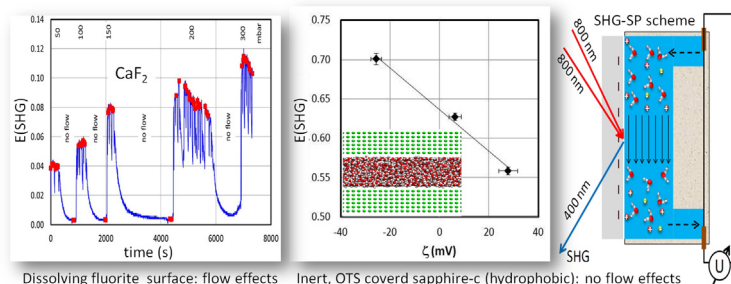 50
100
150
200
300 mbar
0.14
0.12
0.10
0.08
0.06
0.04
0.02
0.00
E(SHG)
CaF2
no flow
no flow
no flow
no flow
0 2000 4000 6000 8000
time (s)
Dissolving fluorite surface: flow effects
0.75
0.70
0.65
0.60
0.55
0.50
E(SHG)
-40 -20 0 20 40
ζ(mV)
Inert, OTS coverd sapphire-c (hydrophobic): no flow effects
SHG-SP scheme
800 nm
800 nm
400 nm
SHG
U